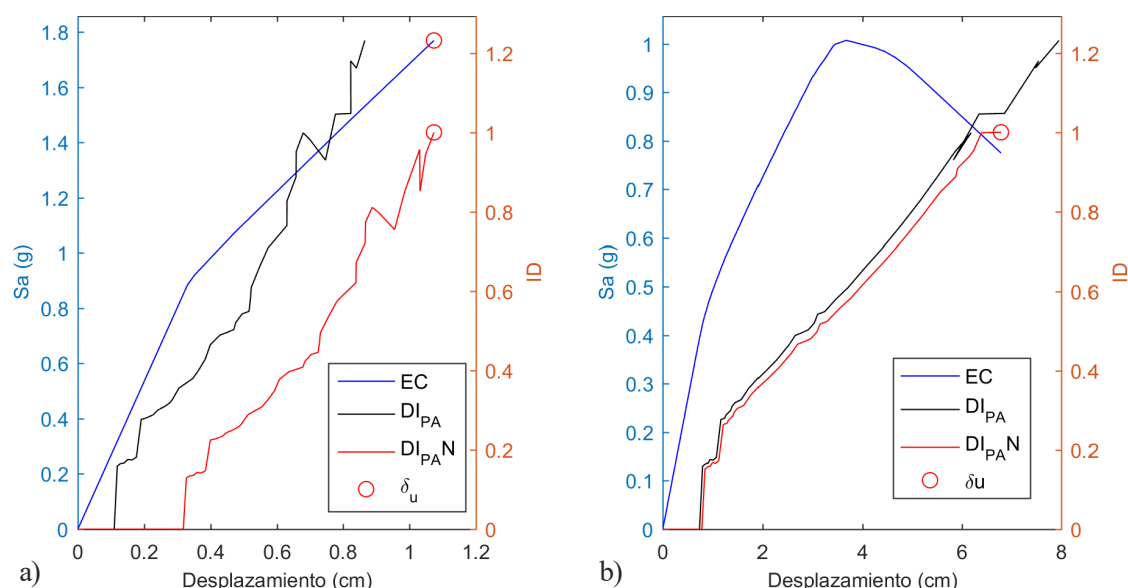 1.8
1.6
1.4
1.2
1
0.8
0.6
0.4
0.2
0
Sa (g)
1.2
1
0.8
0.6
0.4
0.2
0
ID
EC
DI_PA
DI_PAN
δ_u
0 0.2 0.4 0.6 0.8 1 1.2
Desplazamiento (cm)
a)
1
0.9
0.8
0.7
0.6
0.5
0.4
0.3
0.2
0.1
0
Sa (g)
1.2
1
0.8
0.6
0.4
0.2
0
ID
EC
DI_PA
DI_PAN
δu
0 2 4 6 8
Desplazamiento (cm)
b)